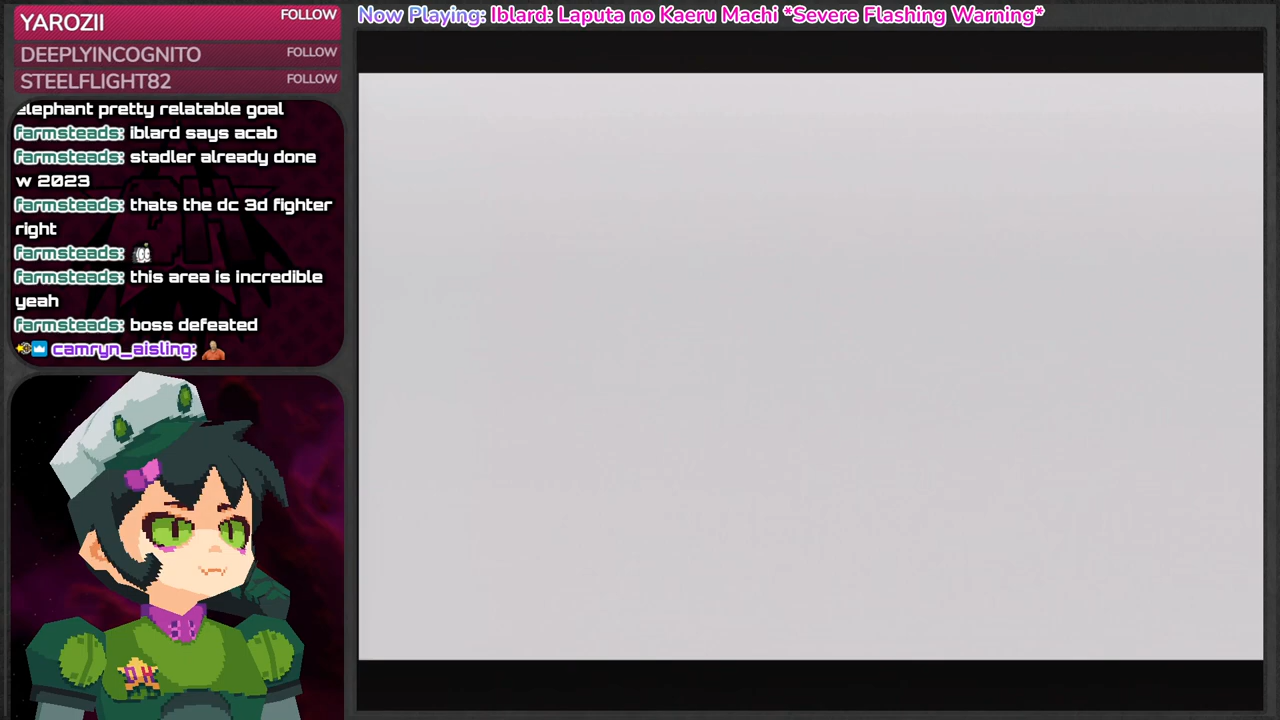 YAROZII FOLLOW
DEEPLYINCOGNITO FOLLOW
STEELFLIGHT82 FOLLOW
Now Playing: Iblard: Laputa no Kaeru Machi *Severe Flashing Warning*
elephant pretty relatable goal
farmsteads: iblard says acab
farmsteads: stadler already done
w 2023
farmsteads: thats the dc 3d fighter
right
farmsteads:
farmsteads: this area is incredible
yeah
farmsteads: boss defeated
camryn_aisling: